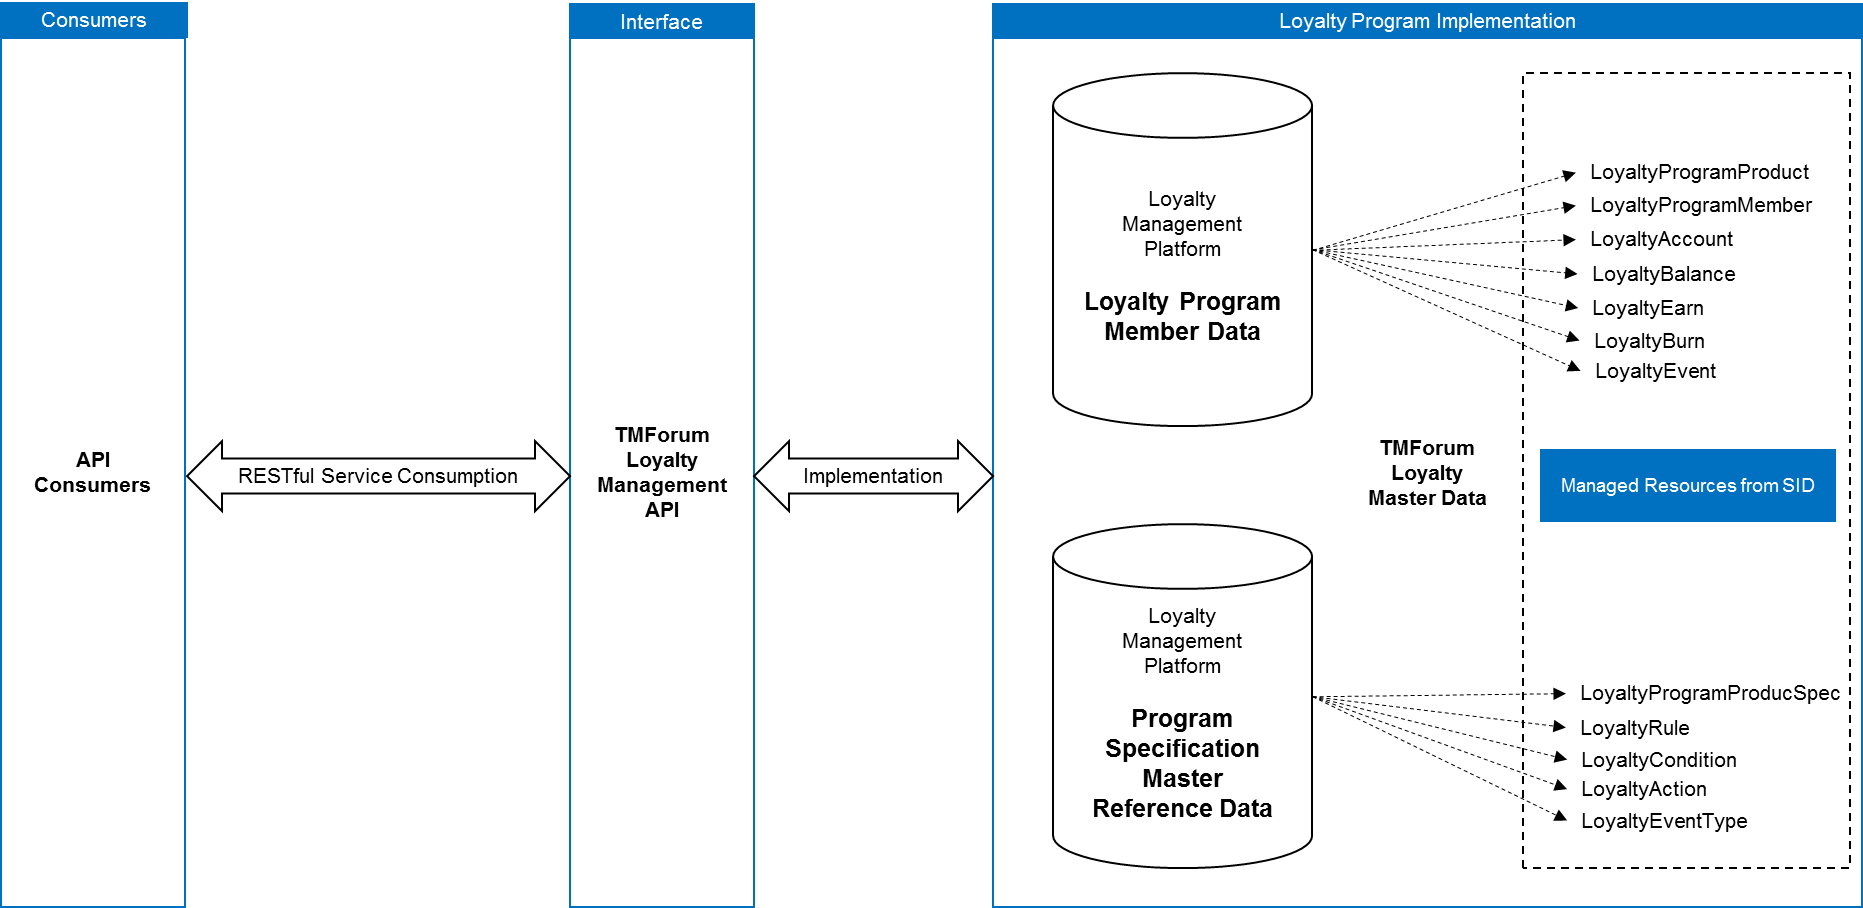 Consumers
Interface
Loyalty Program Implementation
API
Consumers
RESTful Service Consumption
TMForum
Loyalty
Management
API
Implementation
Loyalty
Management
Platform
Loyalty Program
Member Data
LoyaltyProgramProduct
LoyaltyProgramMember
LoyaltyAccount
LoyaltyBalance
LoyaltyEarn
LoyaltyBurn
LoyaltyEvent
TMForum
Loyalty
Master Data
Managed Resources from SID
Loyalty
Management
Platform
Program
Specification
Master
Reference Data
LoyaltyProgramProducSpec
LoyaltyRule
LoyaltyCondition
LoyaltyAction
LoyaltyEventType